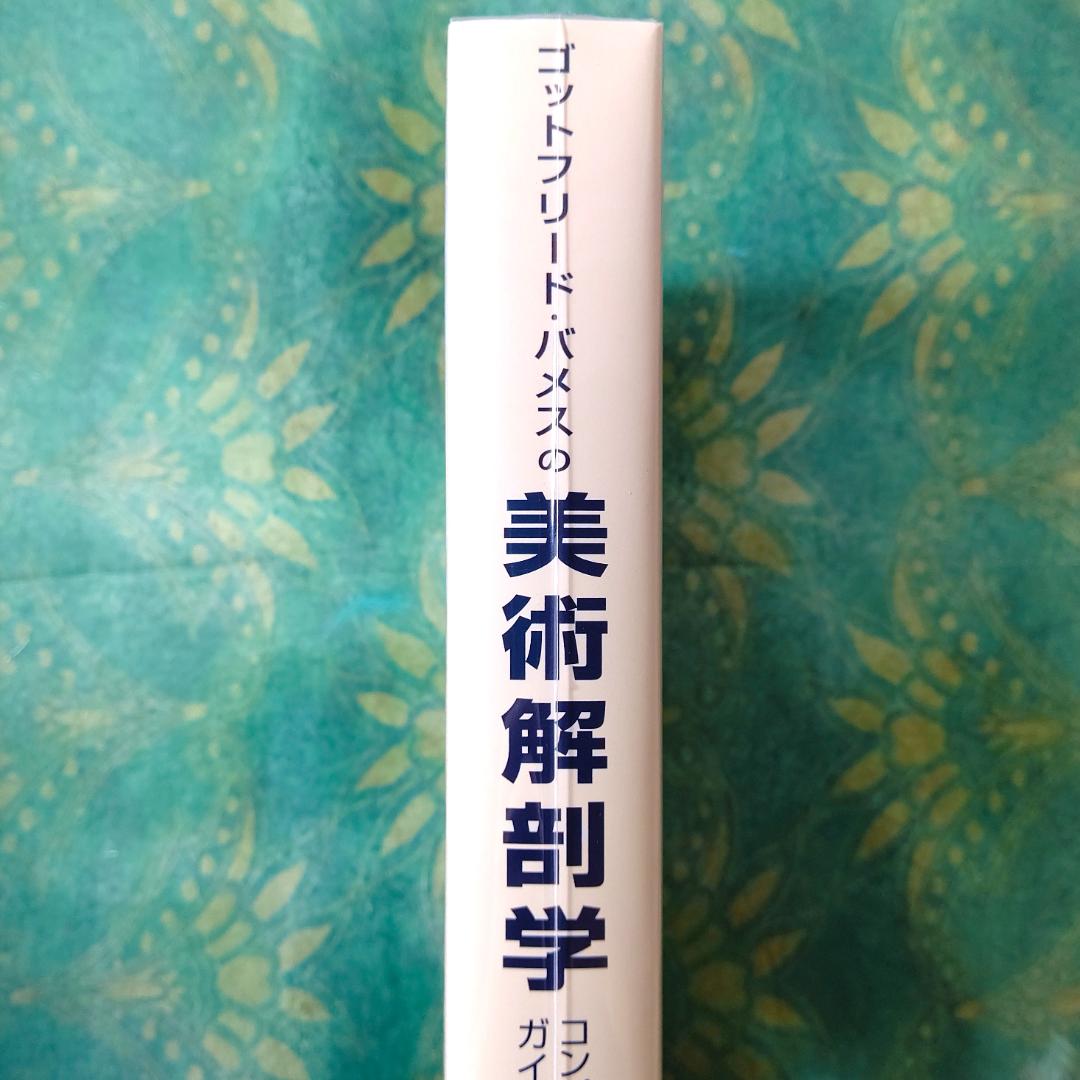 ゴットフリード・バメスの
美術解剖学
コン
ガイ